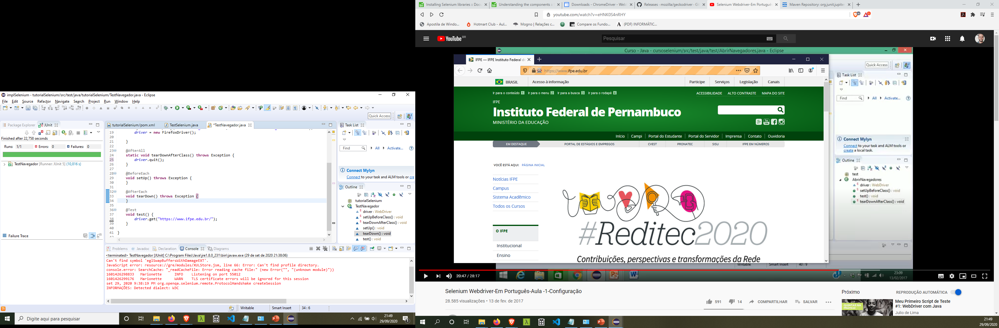 implSelenium - tutorialSelenium/src/test/java/tutorialSelenium/TestNavegador.java - Eclipse
File Edit Source Refactor Navigate Search Project Run Window Help
Quick Access
Package Explorer JUnit
Finished after 22,758 seconds
Runs: 1/1 Errors: 0 Failures: 0
TestNavegador [Runner: JUnit 5] (10,816 s)
Failure Trace
tutorialSelenium/pom.xml TestSelenium.java *TestNavegador.java
19 driver = new FirefoxDriver();
20
21 }
22
23 @AfterAll
24 static void tearDownAfterClass() throws Exception {
25 driver.quit();
26 }
27
28 @BeforeEach
29 void setUp() throws Exception {
30 }
31
32 @AfterEach
33 void tearDown() throws Exception {
34 }
35
36 @Test
37 void test() {
38 driver.get("https://www.ifpe.edu.br/");
39 }
40
41 }
Task List
Find All Activate...
Connect Mylyn
Connect to your task and ALM tools or cre
Outline
tutorialSelenium
TestNavegador
driver : WebDriver
setUpBeforeClass() : void
tearDownAfterClass() : void
setUp() : void
tearDown() : void
test() : void
Problems Javadoc Declaration Console Diagrams
<terminated> TestNavegador [JUnit] C:\Program Files\Java\jre1.8.0_231\bin\javaw.exe (29 de set de 2020 21:38:06)
Can't find symbol 'eglSwapBuffersWithDamageEXT'.
JavaScript error: resource://gre/modules/XULStore.jsm, line 66: Error: Can't find profile directory.
console.error: SearchCache: "_readCacheFile: Error reading cache file:" (new Error("", "(unknown module)"))
1601426298833 Marionette INFO Listening on port 55012
1601426299176 Marionette WARN TLS certificate errors will be ignored for this session
set 29, 2020 9:38:19 PM org.openqa.selenium.remote.ProtocolHandshake createSession
INFORMAÇÕES: Detected dialect: W3C
Writable Smart Insert 34 : 6
Digite aqui para pesquisar
21:49
29/09/2020
Installing Selenium libraries :: Docu Understanding the components :: Downloads - ChromeDriver - Web Releases · mozilla/geckodriver · Git Selenium Webdriver-Em Português Maven Repository: org.junit.jupiter
youtube.com/watch?v=eHNK0S4nRHY
Apostila de Windo... Hotmart Club - Aul... Mogno | Relações c... Compare os Fundo... (PDF) INFORMÁTIC...
YouTube BR
Pesquisar
Curso - Java - cursoselenium/src/test/java/test/AbrirNavegadores.java - Eclipse
IFPE — IFPE Instituto Federal de
https://www.ifpe.edu.br
BRASIL Acesso à informação Participe Serviços Legislação Canais
Ir para o conteúdo 1 Ir para o menu 2 Ir para a busca 3 Ir para o rodapé 4 ACESSIBILIDADE ALTO CONTRASTE MAPA DO SITE
IFPE
Instituto Federal de Pernambuco
MINISTÉRIO DA EDUCAÇÃO
Início Campi Portal do Estudante Portal do Servidor Imprensa Contato Ouvidoria
EM DESTAQUE PORTAL DE ESTÁGIOS E EMPREGOS CVEST PRONATEC SISU IFPE EM NÚMEROS
VOCÊ ESTÁ AQUI: PÁGINA INICIAL
Notícias IFPE
Campus
Sistema Acadêmico
Todos os Cursos
O IFPE
Institucional
Ensino
#Reditec2020
Contribuições, perspectivas e transformações da Rede
Quick Access
Task List
Find All Activate...
Connect Mylyn
Connect to your task and ALM tools or
create a local task.
Outline
test
AbrirNavegadores
driver : WebDriver
setUpBeforeClass() : void
test() : void
tearDownAfterClass() : void
Writable Smart Insert 40 : 9
23:09
13/02/2017
20:47 / 28:17
Selenium Webdriver-Em Português-Aula -1-Configuração
28.585 visualizações • 13 de fev. de 2017
591 14 COMPARTILHAR SALVAR
Próximo REPRODUÇÃO AUTOMÁTICA
QUINTAS NA
PRÁTICA!
Meu Primeiro Script de Teste
#1: WebDriver com Java
Julio de Lima
21:49
29/09/2020